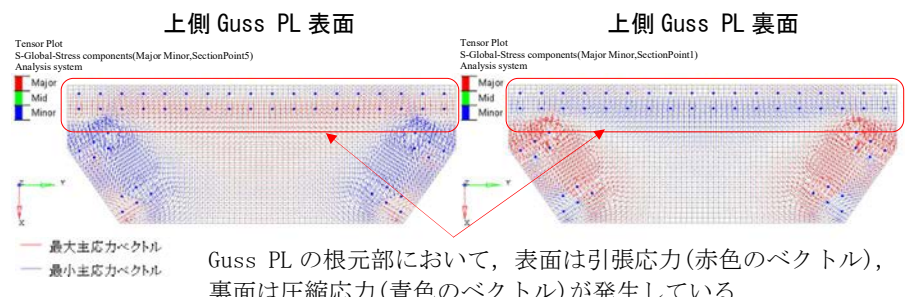 上側 Guss PL 表面
Tensor Plot
S-Global-Stress components(Major Minor,SectionPoint5)
Analysis system
Major
Mid
Minor
Z
Y
X
上側 Guss PL 裏面
Tensor Plot
S-Global-Stress components(Major Minor,SectionPoint1)
Analysis system
Major
Mid
Minor
Z
Y
X
最大主応力ベクトル
最小主応力ベクトル
Guss PL の根元部において，表面は引張応力(赤色のベクトル)，
裏面は圧縮応力(青色のベクトル)が発生している